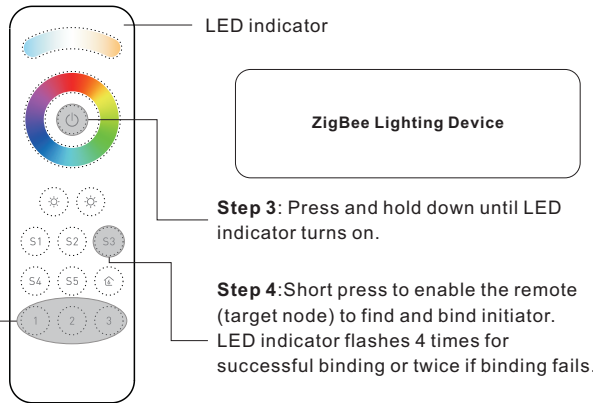 LED indicator
ZigBee Lighting Device
Step 3: Press and hold down until LED
indicator turns on.
S1 S2 S3
S4 S5
1 2 3
Step 4:Short press to enable the remote
(target node) to find and bind initiator.
LED indicator flashes 4 times for
successful binding or twice if binding fails.